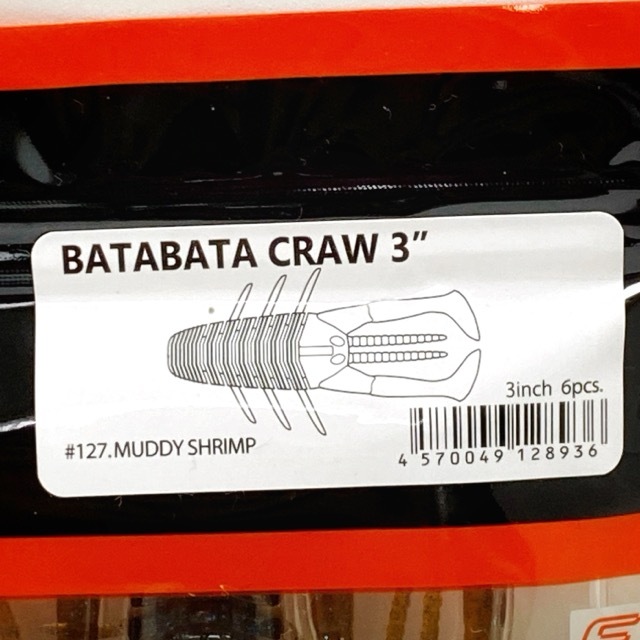 BATABATA CRAW 3"
3inch 6pcs.
#127.MUDDY SHRIMP
4 570049 128936